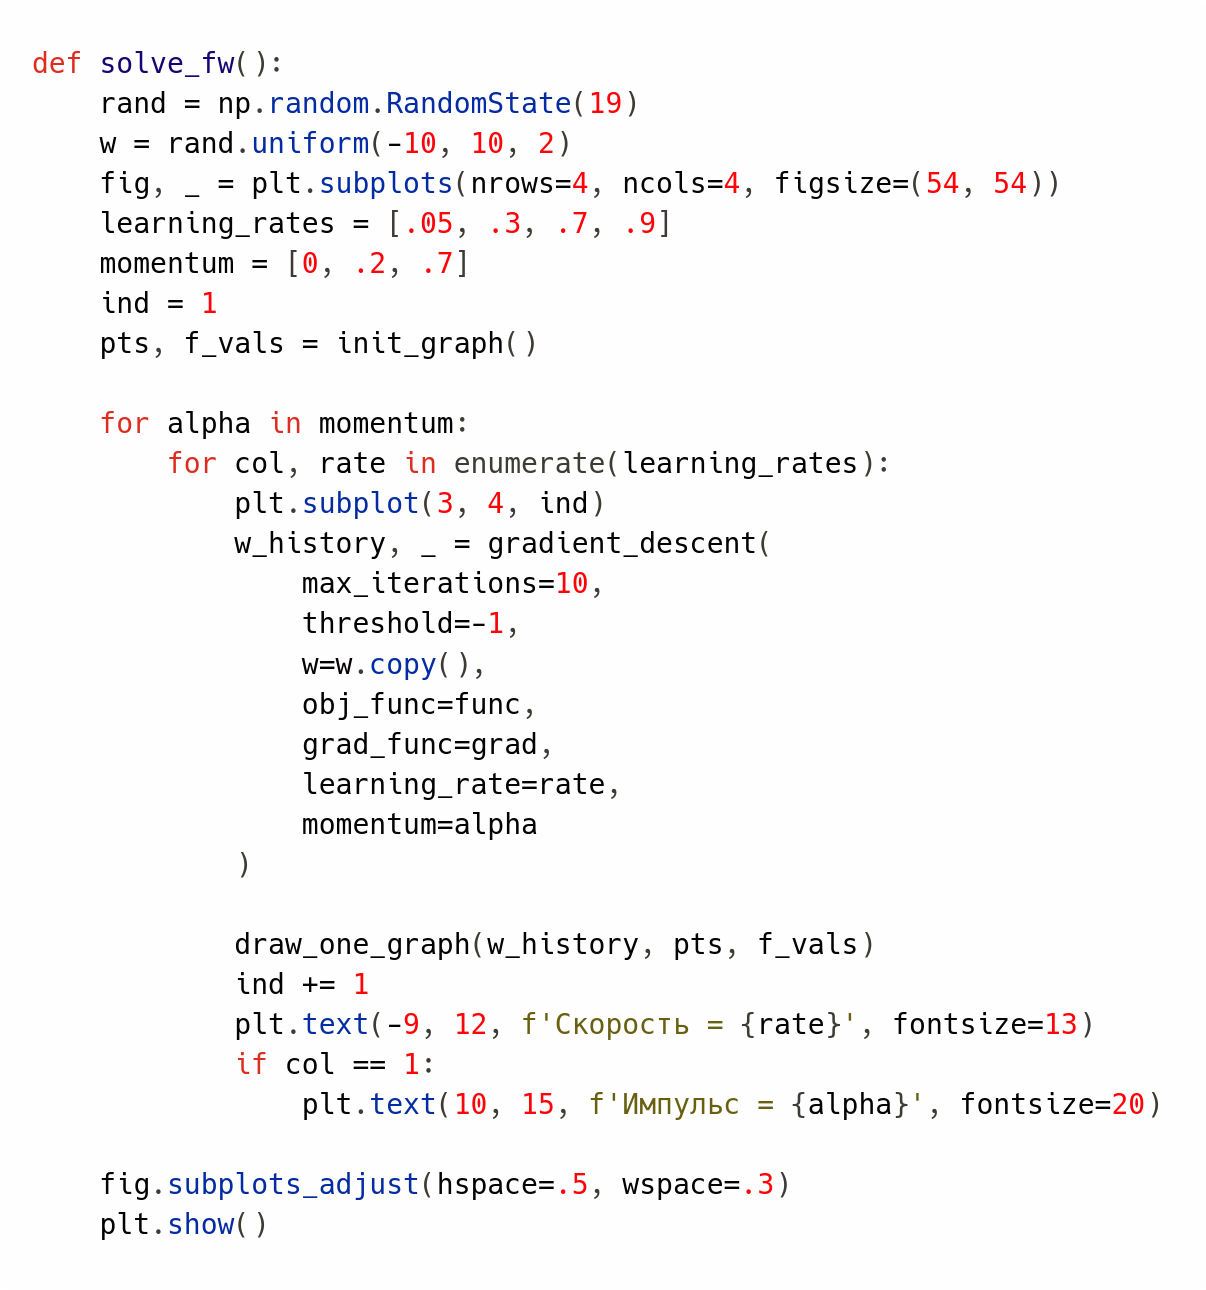 def solve_fw():
    rand = np.random.RandomState(19)
    w = rand.uniform(-10, 10, 2)
    fig, _ = plt.subplots(nrows=4, ncols=4, figsize=(54, 54))
    learning_rates = [.05, .3, .7, .9]
    momentum = [0, .2, .7]
    ind = 1
    pts, f_vals = init_graph()

    for alpha in momentum:
        for col, rate in enumerate(learning_rates):
            plt.subplot(3, 4, ind)
            w_history, _ = gradient_descent(
                max_iterations=10,
                threshold=-1,
                w=w.copy(),
                obj_func=func,
                grad_func=grad,
                learning_rate=rate,
                momentum=alpha
            )

            draw_one_graph(w_history, pts, f_vals)
            ind += 1
            plt.text(-9, 12, f'Скорость = {rate}', fontsize=13)
            if col == 1:
                plt.text(10, 15, f'Импульс = {alpha}', fontsize=20)

    fig.subplots_adjust(hspace=.5, wspace=.3)
    plt.show()